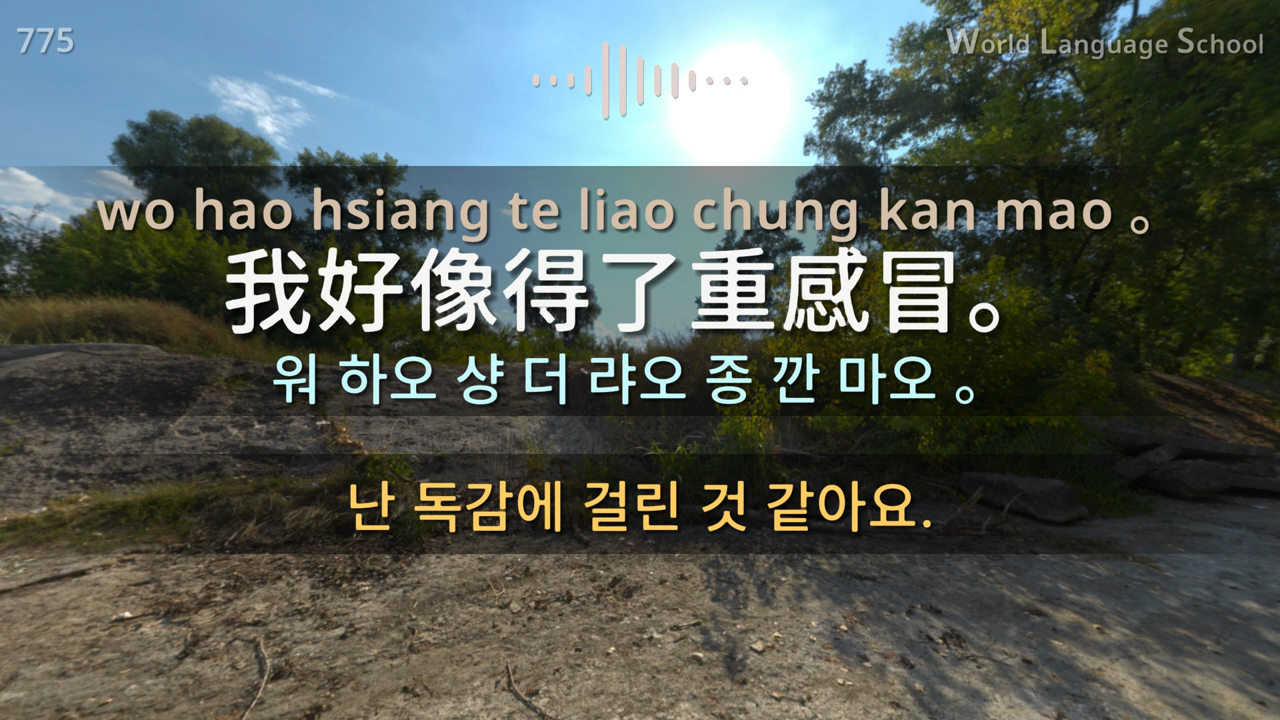 775
World Language School
wo hao hsiang te liao chung kan mao 。
我好像得了重感冒。
워 하오 샹 더 랴오 종 깐 마오 。
난 독감에 걸린 것 같아요.